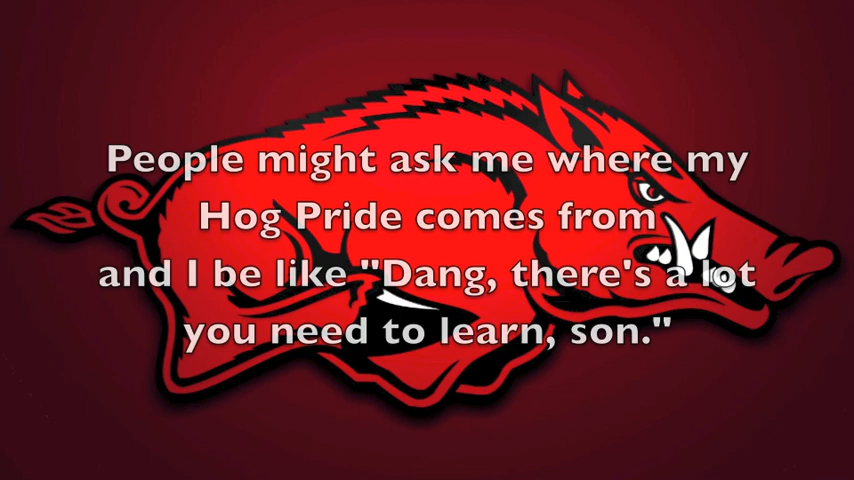 People might ask me where my
Hog Pride comes from
and I be like "Dang, there's a lot
you need to learn, son."